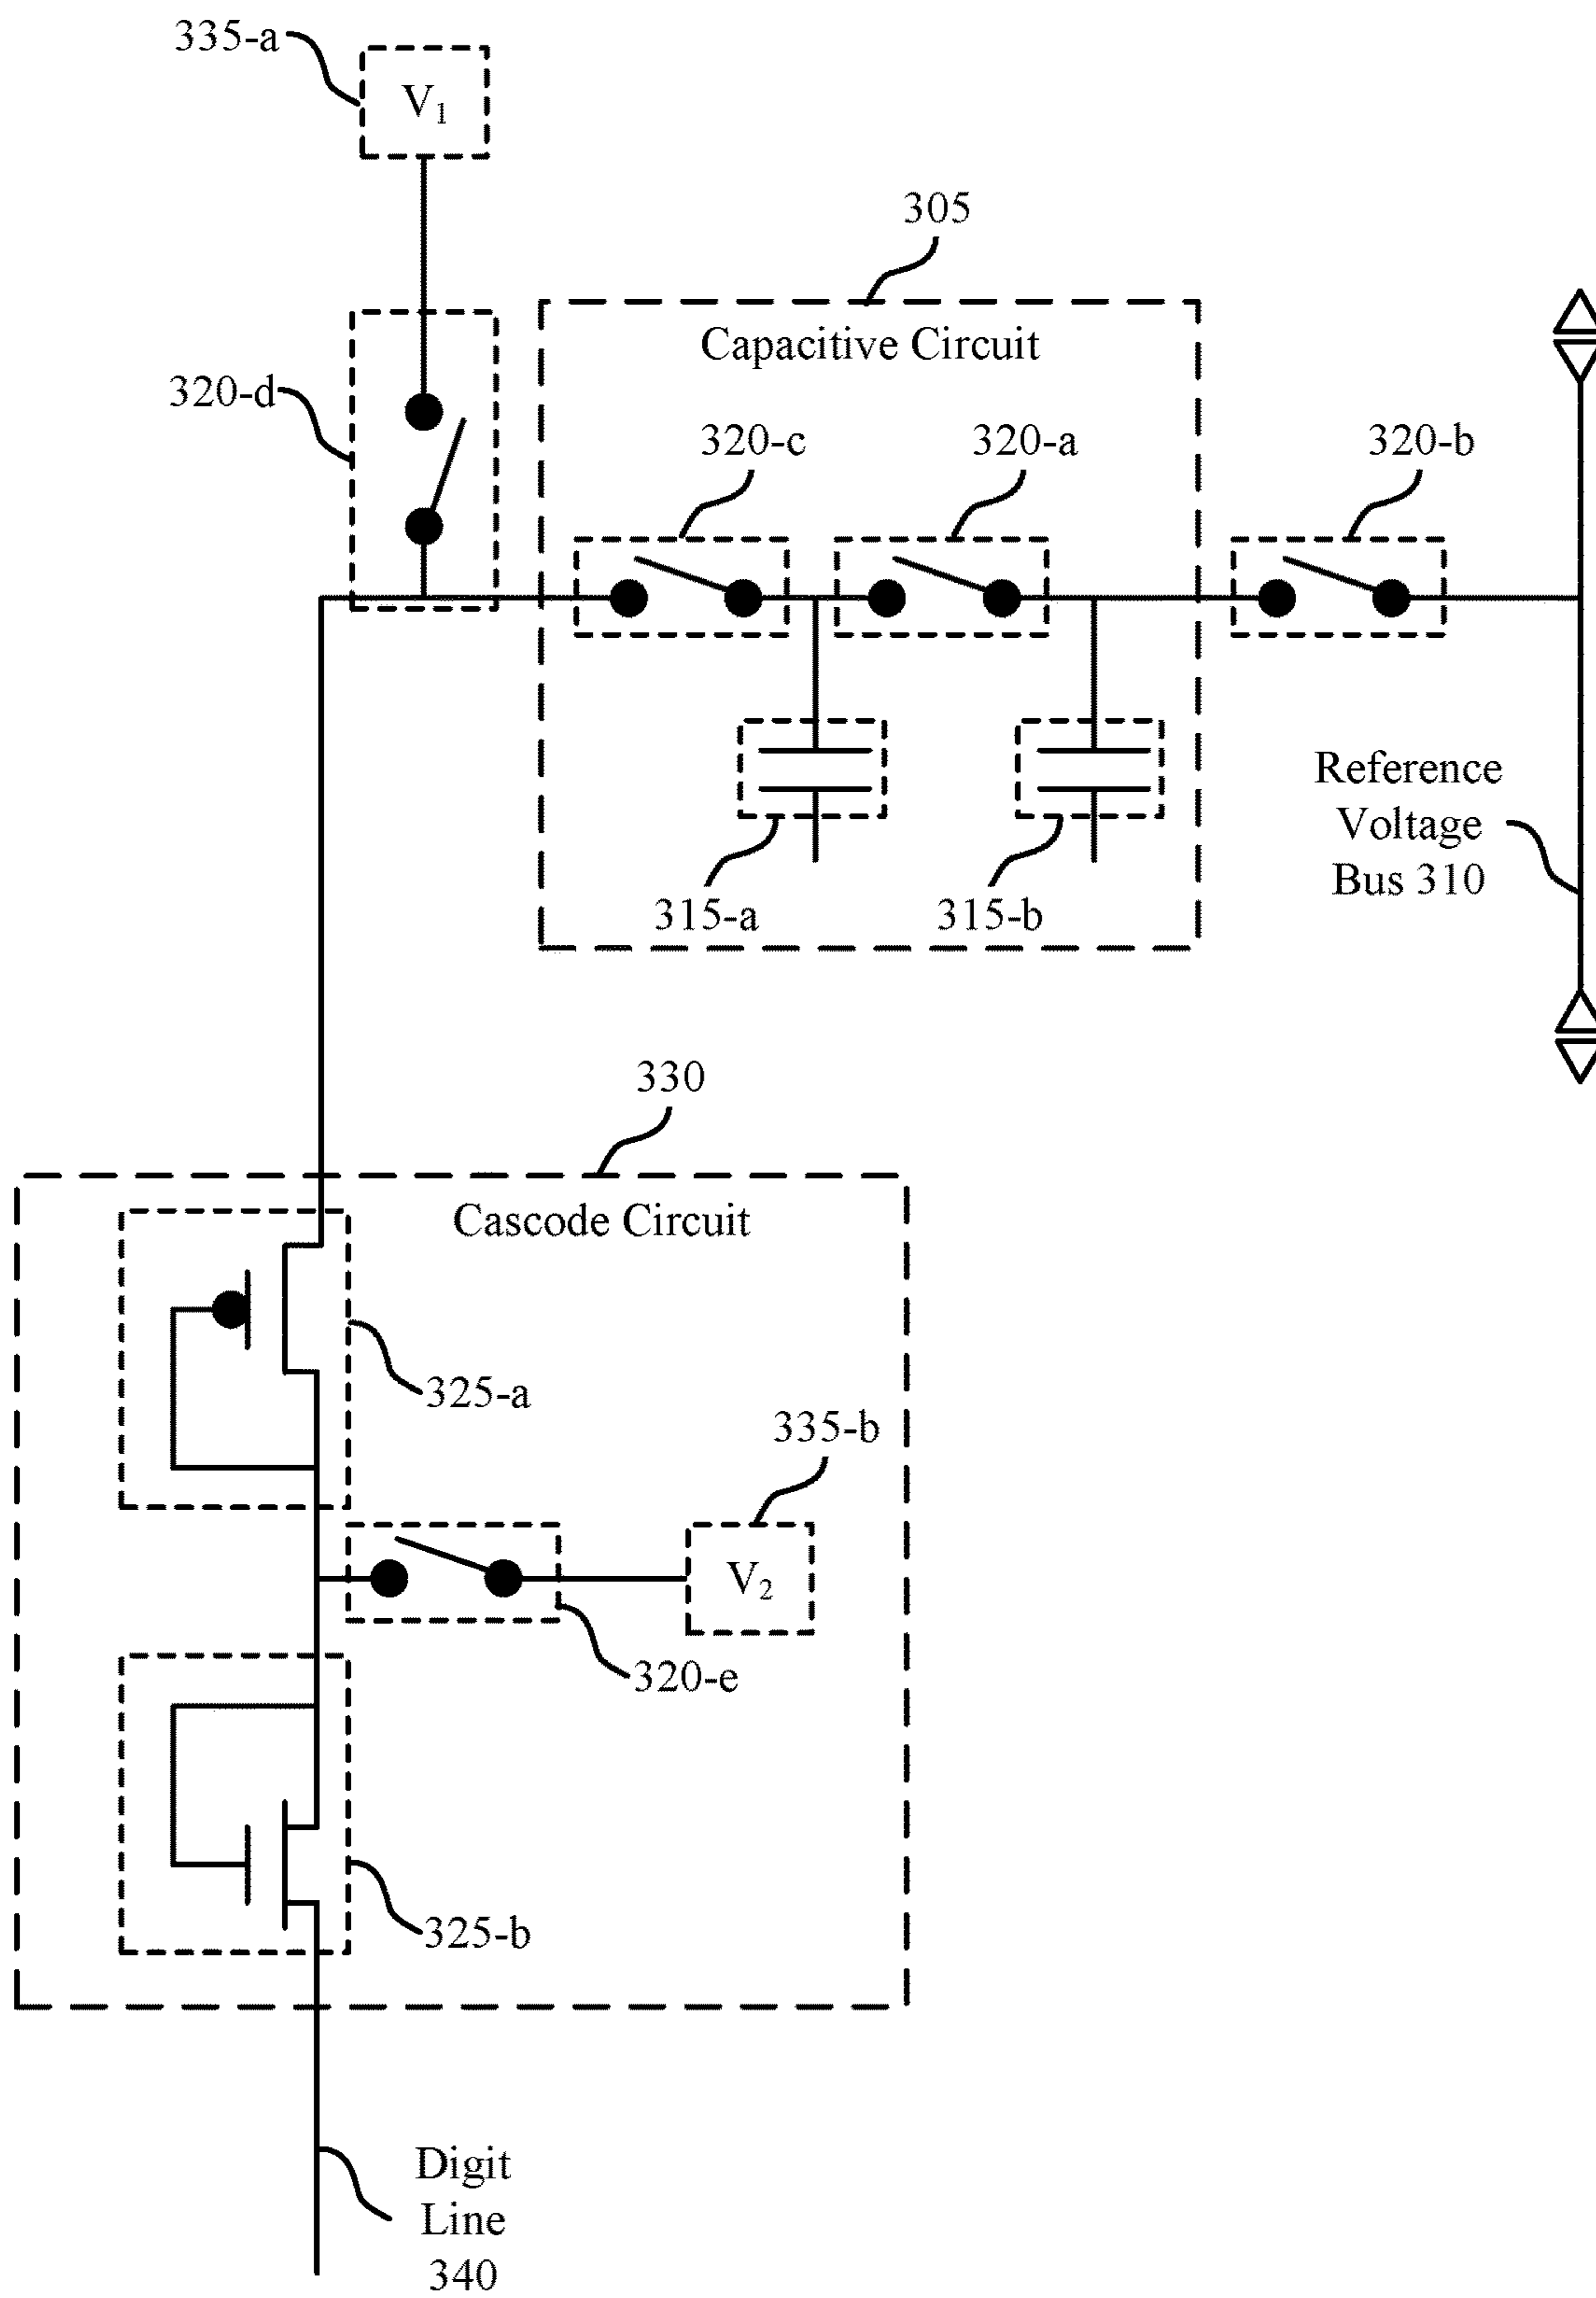 335-a
V₁
305
Capacitive Circuit
320-d
320-c
320-a
320-b
Reference
Voltage
Bus 310
315-a
315-b
330
Cascode Circuit
325-a
335-b
V₂
320-e
325-b
Digit
Line
340